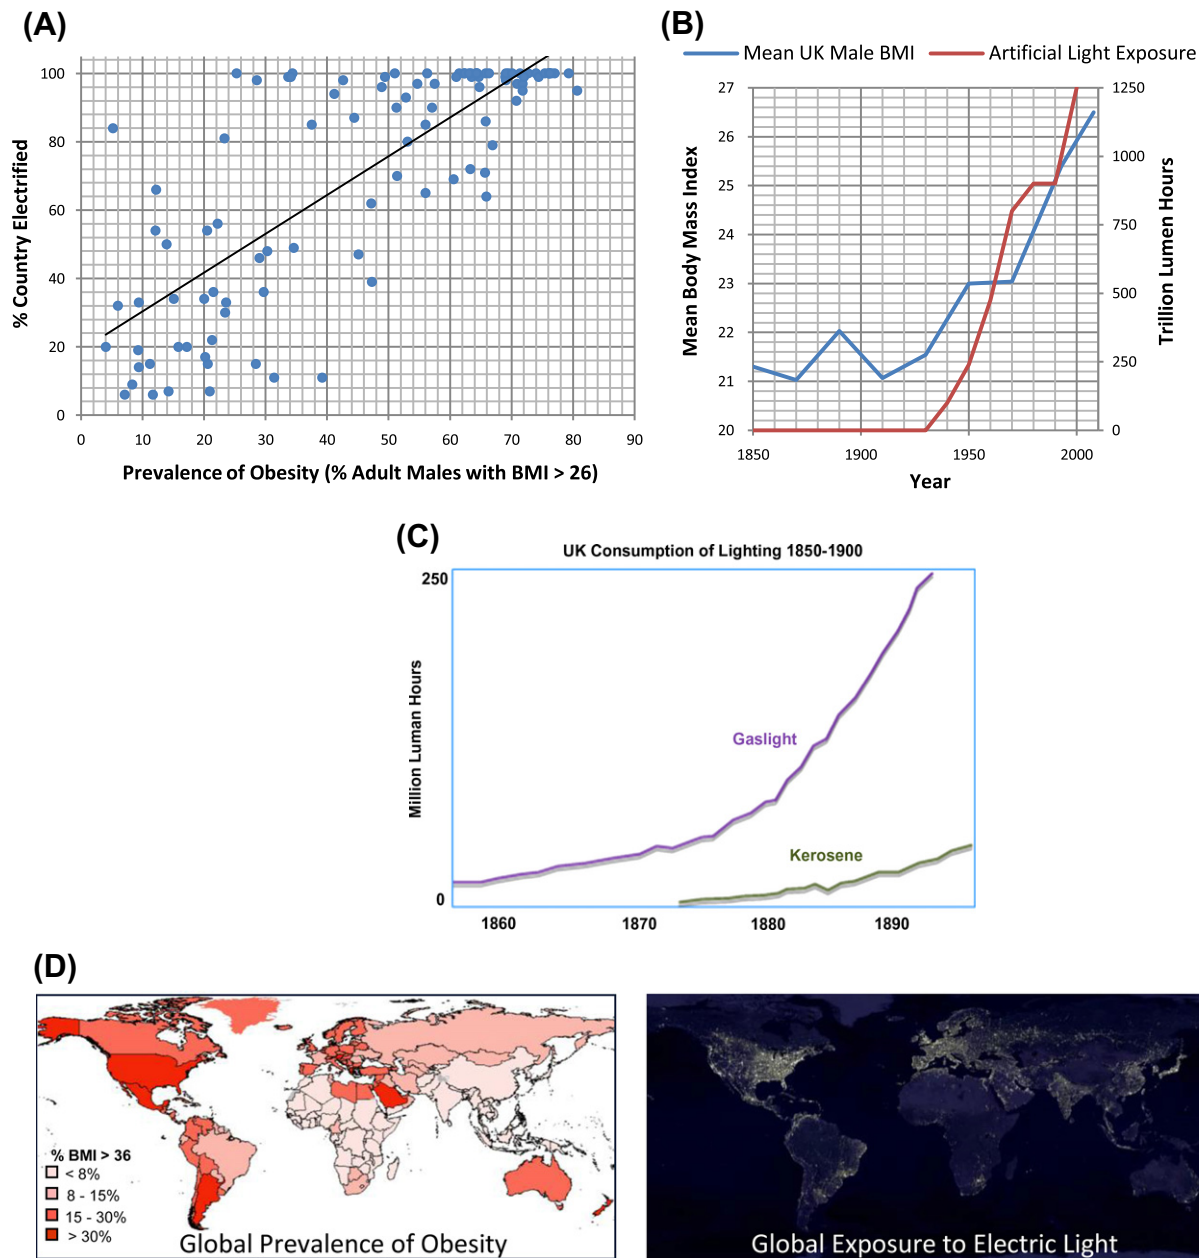 (A)
% Country Electrified
100
80
60
40
20
0
0 10 20 30 40 50 60 70 80 90
Prevalence of Obesity (% Adult Males with BMI > 26)
(B)
Mean UK Male BMI Artificial Light Exposure
Mean Body Mass Index
27
26
25
24
23
22
21
20
1250
1000
750
500
250
0
Trillion Lumen Hours
1850 1900 1950 2000
Year
(C)
UK Consumption of Lighting 1850-1900
250
Million Luman Hours
Gaslight
Kerosene
0
1860 1870 1880 1890
(D)
% BMI > 36
< 8%
8 - 15%
15 - 30%
> 30%
Global Prevalence of Obesity
Global Exposure to Electric Light